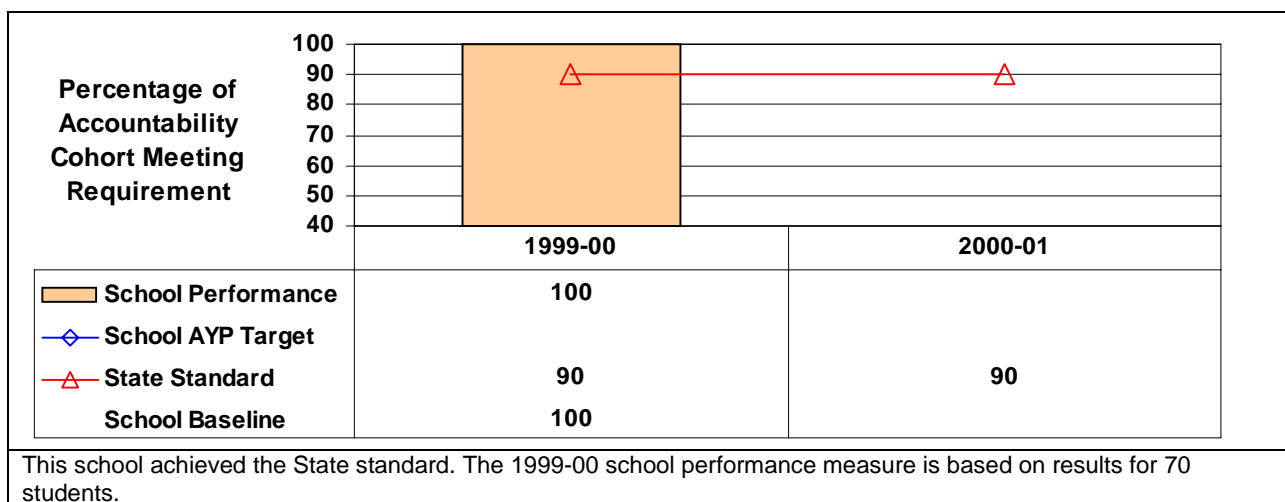 Percentage of
Accountability
Cohort Meeting
Requirement
100
90
80
70
60
50
40
1999-00 2000-01
School Performance 100
School AYP Target
State Standard 90 90
School Baseline 100
This school achieved the State standard. The 1999-00 school performance measure is based on results for 70
students.